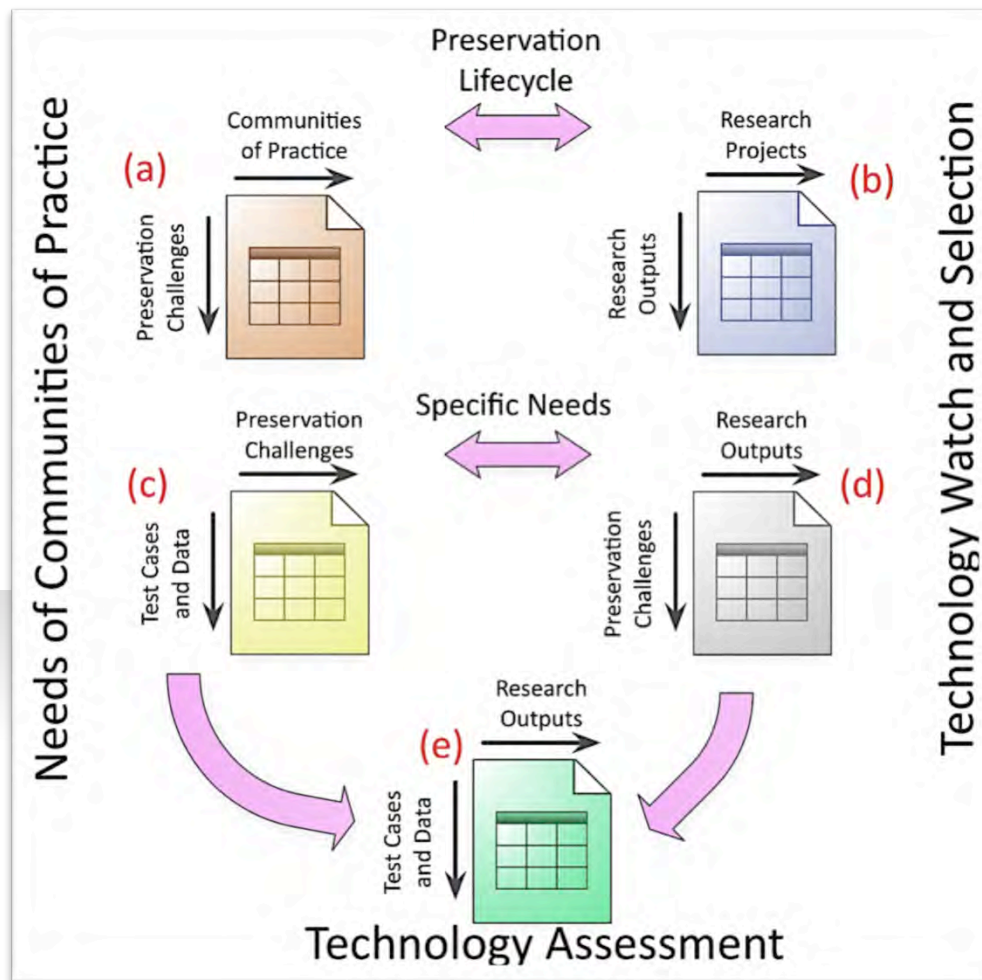 Preservation
Lifecycle
Needs of Communities of Practice
Technology Watch and Selection
Communities
of Practice
(a)
Preservation
Challenges
Research
Projects
(b)
Research
Outputs
Specific Needs
Preservation
Challenges
(c)
Test Cases
and Data
Research
Outputs
(d)
Preservation
Challenges
Research
Outputs
(e)
Test Cases
and Data
Technology Assessment